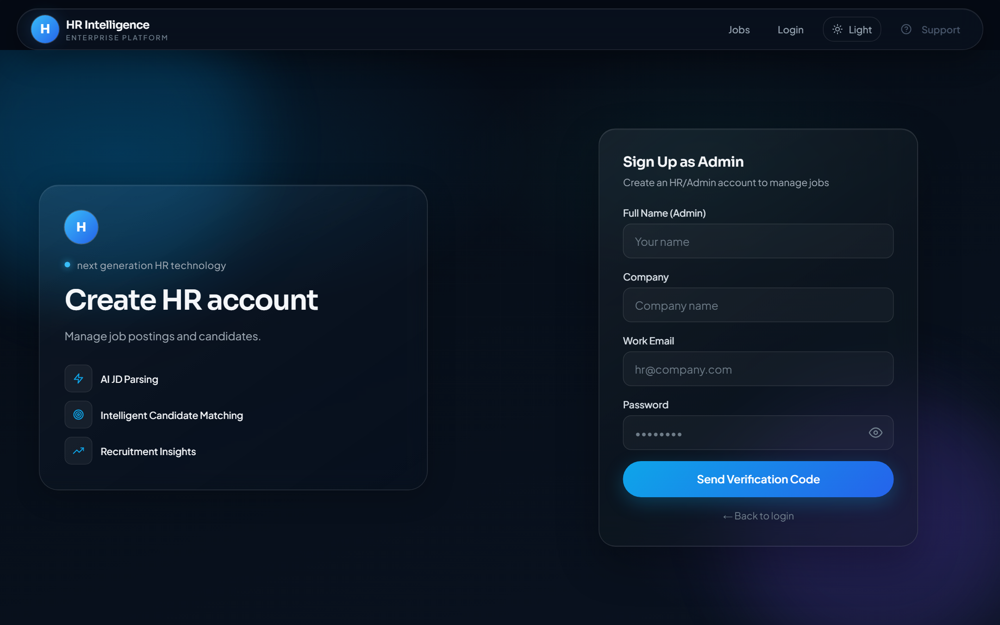 H
HR Intelligence
ENTERPRISE PLATFORM
Jobs
Login
Light
Support
H
next generation HR technology
Create HR account
Manage job postings and candidates.
AI JD Parsing
Intelligent Candidate Matching
Recruitment Insights
Sign Up as Admin
Create an HR/Admin account to manage jobs
Full Name (Admin)
Your name
Company
Company name
Work Email
hr@company.com
Password
••••••••
Send Verification Code
← Back to login